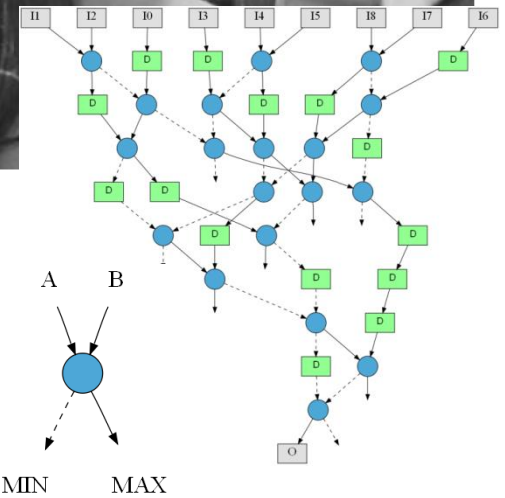 I1 I2 I0 I3 I4 I5 I8 I7 I6
D D D D
D D D
D
D D
D D
A B D D
D
D
O
MIN MAX